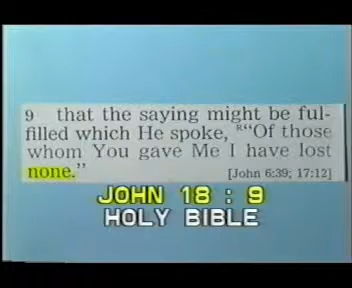 9 that the saying might be ful-
filled which He spoke, R“Of those
whom You gave Me I have lost
none.”
[John 6:39; 17:12]
JOHN 18 : 9
HOLY BIBLE